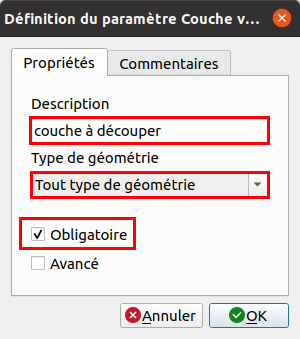 Définition du paramètre Couche v...
Propriétés Commentaires
Description
couche à découper
Type de géométrie
Tout type de géométrie
Obligatoire
Avancé
Annuler OK